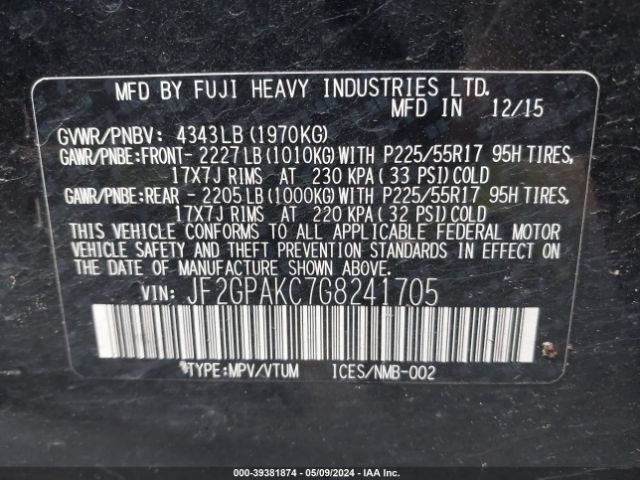 MFD BY FUJI HEAVY INDUSTRIES LTD.
MFD IN 12/15
GVWR/PNBV: 4343LB (1970KG)
GAWR/PNBE:FRONT- 2227 LB (1010KG) WITH P225/55R17 95H TIRES,
17X7J RIMS AT 230 KPA ( 33 PSI) COLD
GAWR/PNBE:REAR - 2205 LB (1000KG) WITH P225/55R17 95H TIRES,
17X7J RIMS AT 220 KPA ( 32 PSI) COLD
THIS VEHICLE CONFORMS TO ALL APPLICABLE FEDERAL MOTOR
VEHICLE SAFETY AND THEFT PREVENTION STANDARDS IN EFFECT ON
THE DATE OF MANUFACTURE SHOWN ABOVE.
VIN: JF2GPAKC7G8241705
TYPE:MPV/VTUM ICES/NMB-002
000-39381874 / 05/09/2024 - IAA Inc.